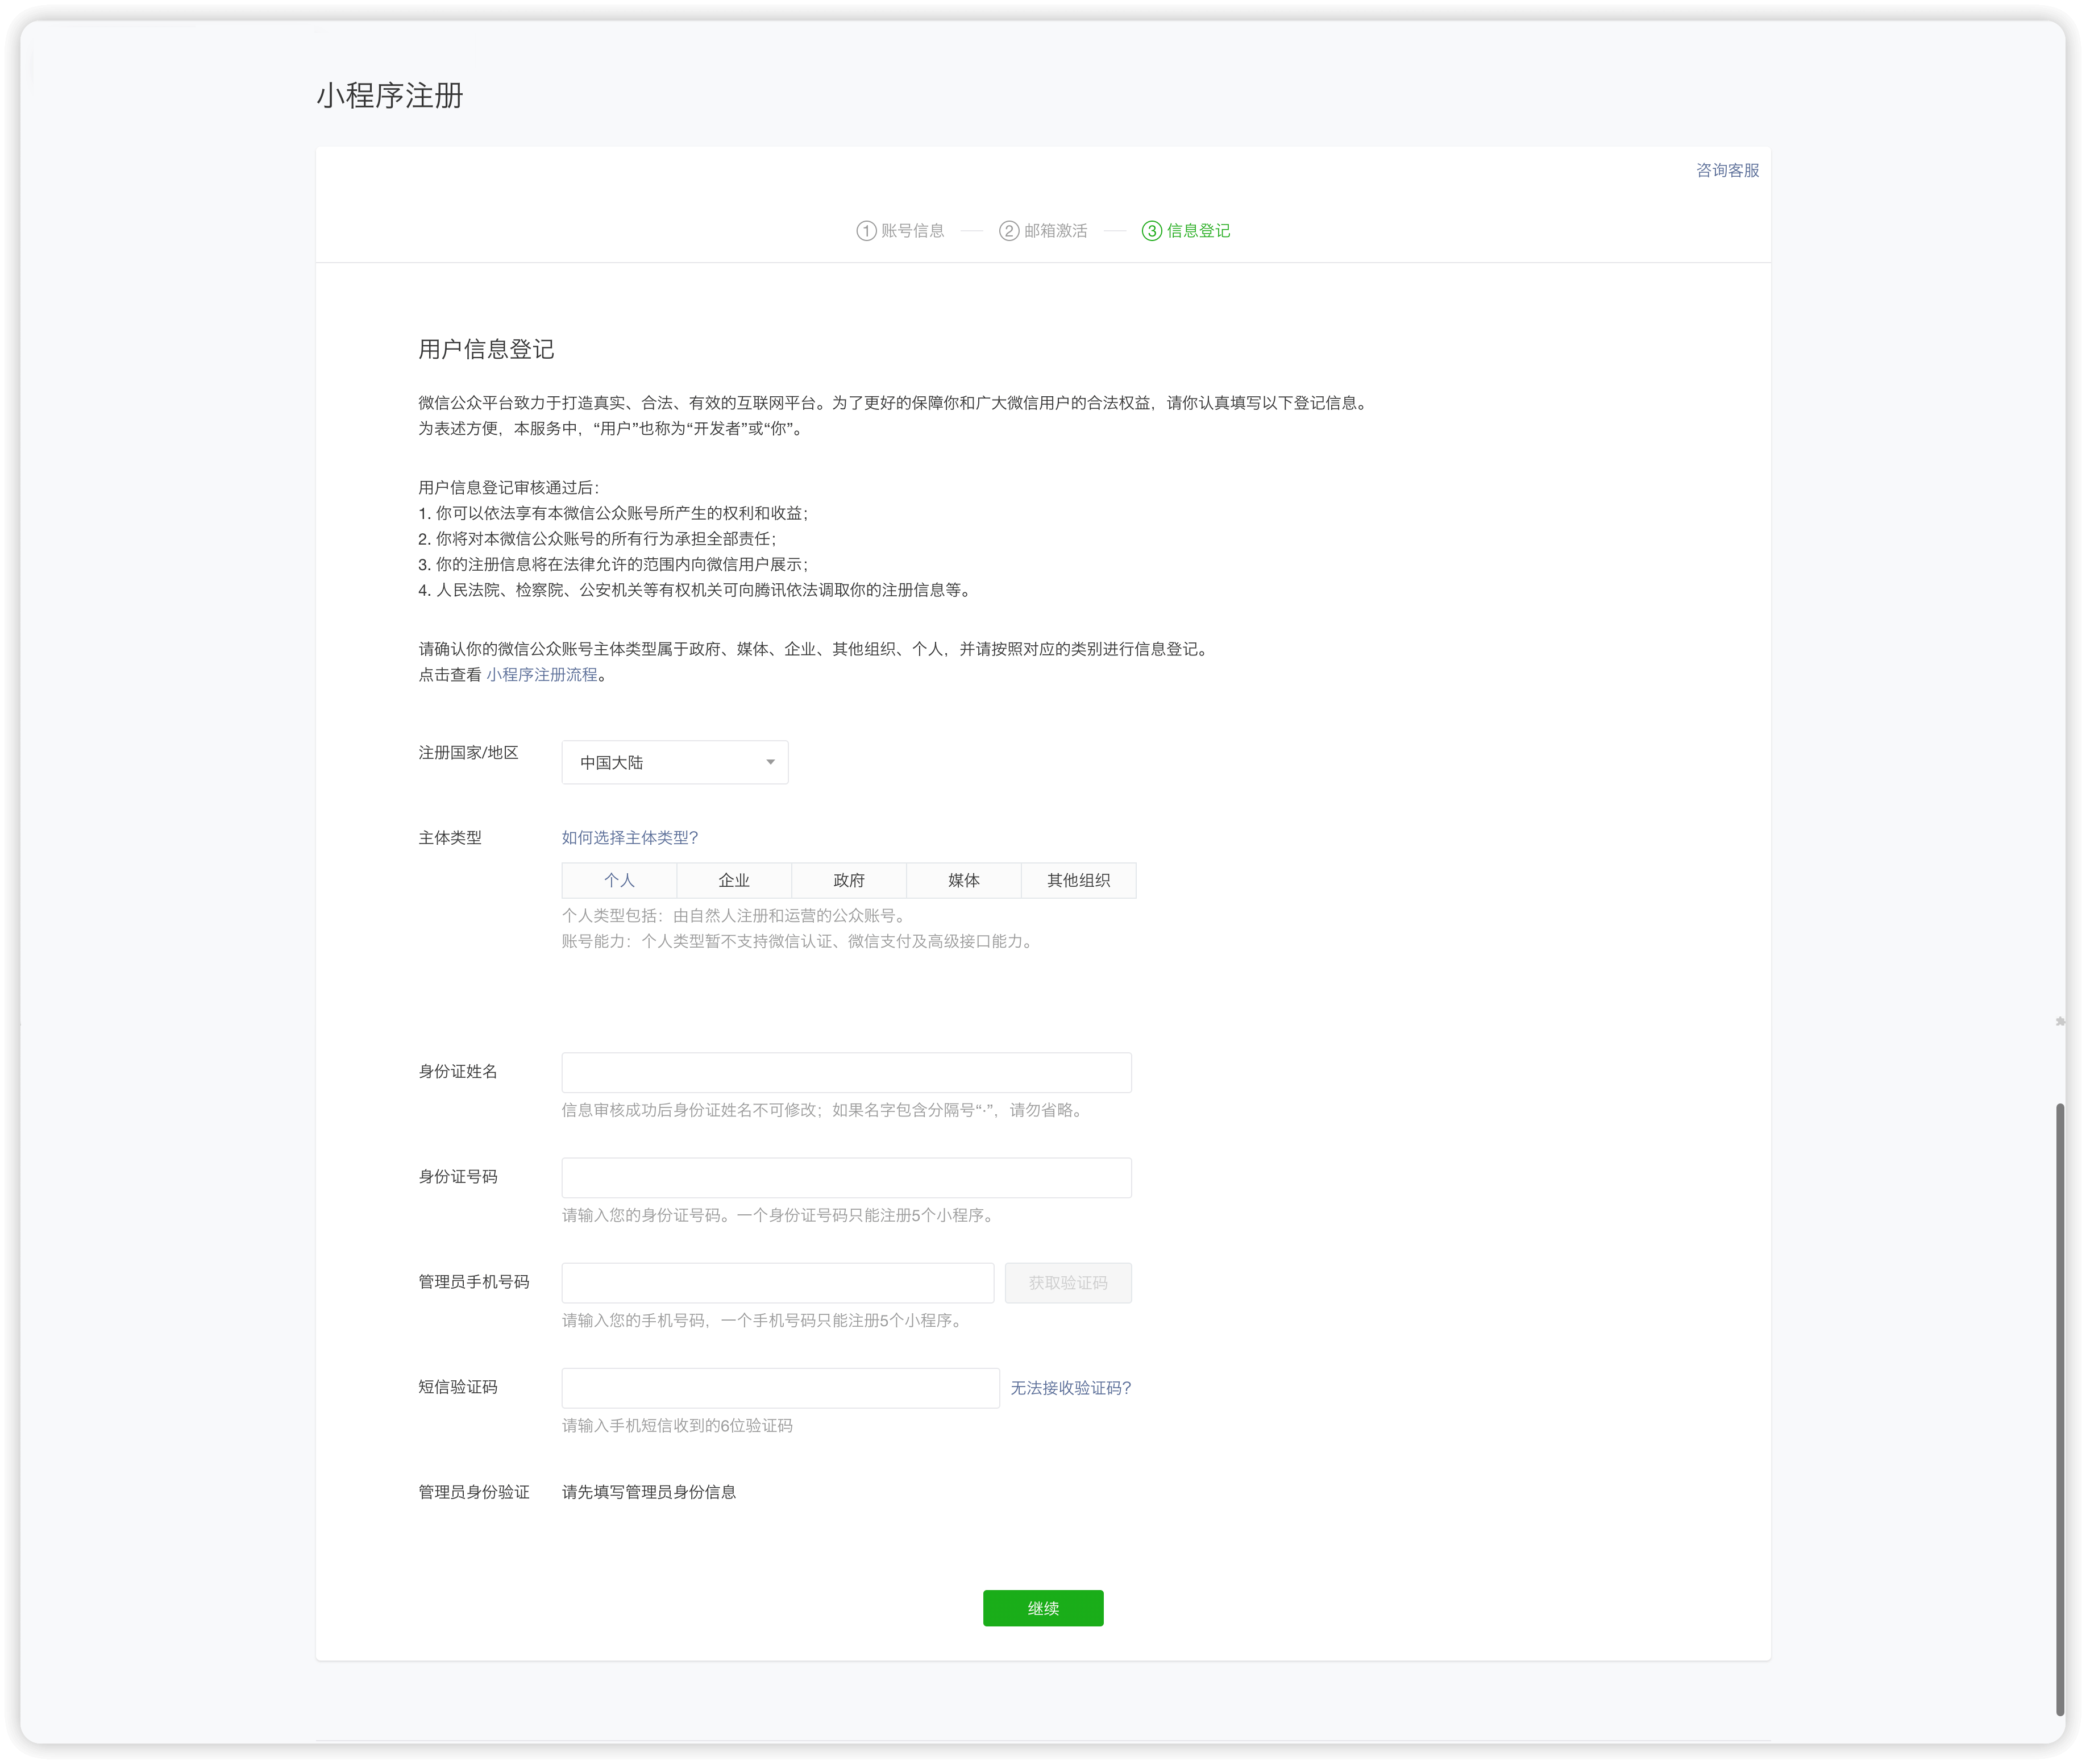 小程序注册
咨询客服
① 账号信息 — ② 邮箱激活 — ③ 信息登记
用户信息登记
微信公众平台致力于打造真实、合法、有效的互联网平台。为了更好的保障你和广大微信用户的合法权益，请你认真填写以下登记信息。
为表述方便，本服务中，“用户”也称为“开发者”或“你”。
用户信息登记审核通过后：
1. 你可以依法享有本微信公众账号所产生的权利和收益；
2. 你将对本微信公众账号的所有行为承担全部责任；
3. 你的注册信息将在法律允许的范围内向微信用户展示；
4. 人民法院、检察院、公安机关等有权机关可向腾讯依法调取你的注册信息等。
请确认你的微信公众账号主体类型属于政府、媒体、企业、其他组织、个人，并请按照对应的类别进行信息登记。
点击查看 小程序注册流程。
注册国家/地区 中国大陆
主体类型 如何选择主体类型？
个人 企业 政府 媒体 其他组织
个人类型包括：由自然人注册和运营的公众账号。
账号能力：个人类型暂不支持微信认证、微信支付及高级接口能力。
身份证姓名
信息审核成功后身份证姓名不可修改；如果名字包含分隔号“·”，请勿省略。
身份证号码
请输入您的身份证号码。一个身份证号码只能注册5个小程序。
管理员手机号码 获取验证码
请输入您的手机号码，一个手机号码只能注册5个小程序。
短信验证码 无法接收验证码？
请输入手机短信收到的6位验证码
管理员身份验证 请先填写管理员身份信息
继续